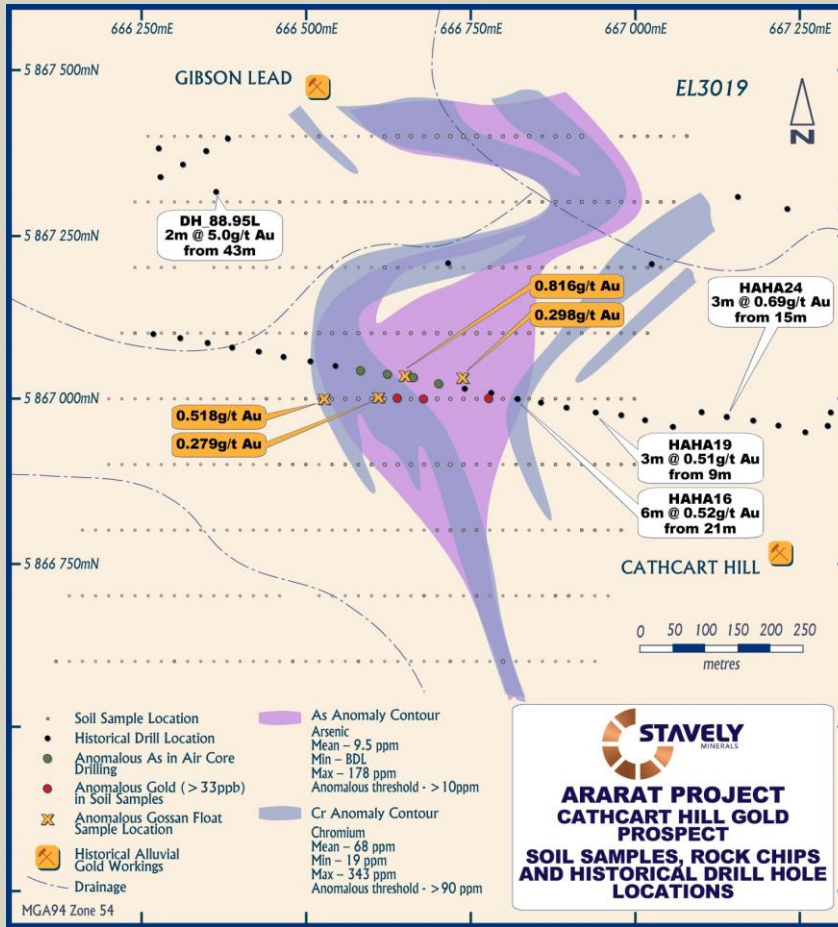 666 250mE
666 500mE
666 750mE
667 000mE
667 250mE
5 867 500mN
GIBSON LEAD
EL3019
N
DH_88.95L
2m @ 5.0g/t Au
from 43m
5 867 250mN
0.816g/t Au
0.298g/t Au
HAHA24
3m @ 0.69g/t Au
from 15m
5 867 000mN
0.518g/t Au
0.279g/t Au
HAHA19
3m @ 0.51g/t Au
from 9m
HAHA16
6m @ 0.52g/t Au
from 21m
5 866 750mN
CATHCART HILL
0 50 100 150 200 250
metres
Soil Sample Location
Historical Drill Location
Anomalous As in Air Core
Drilling
Anomalous Gold (>33ppb)
in Soil Samples
Anomalous Gossan Float
Sample Location
Historical Alluvial
Gold Workings
Drainage
MGA94 Zone 54
As Anomaly Contour
Arsenic
Mean – 9.5 ppm
Min – BDL
Max – 178 ppm
Anomalous threshold - >10ppm
Cr Anomaly Contour
Chromium
Mean – 68 ppm
Min – 19 ppm
Max – 343 ppm
Anomalous threshold - >90 ppm
STAVELY
MINERALS
ARARAT PROJECT
CATHCART HILL GOLD
PROSPECT
SOIL SAMPLES, ROCK CHIPS
AND HISTORICAL DRILL HOLE
LOCATIONS